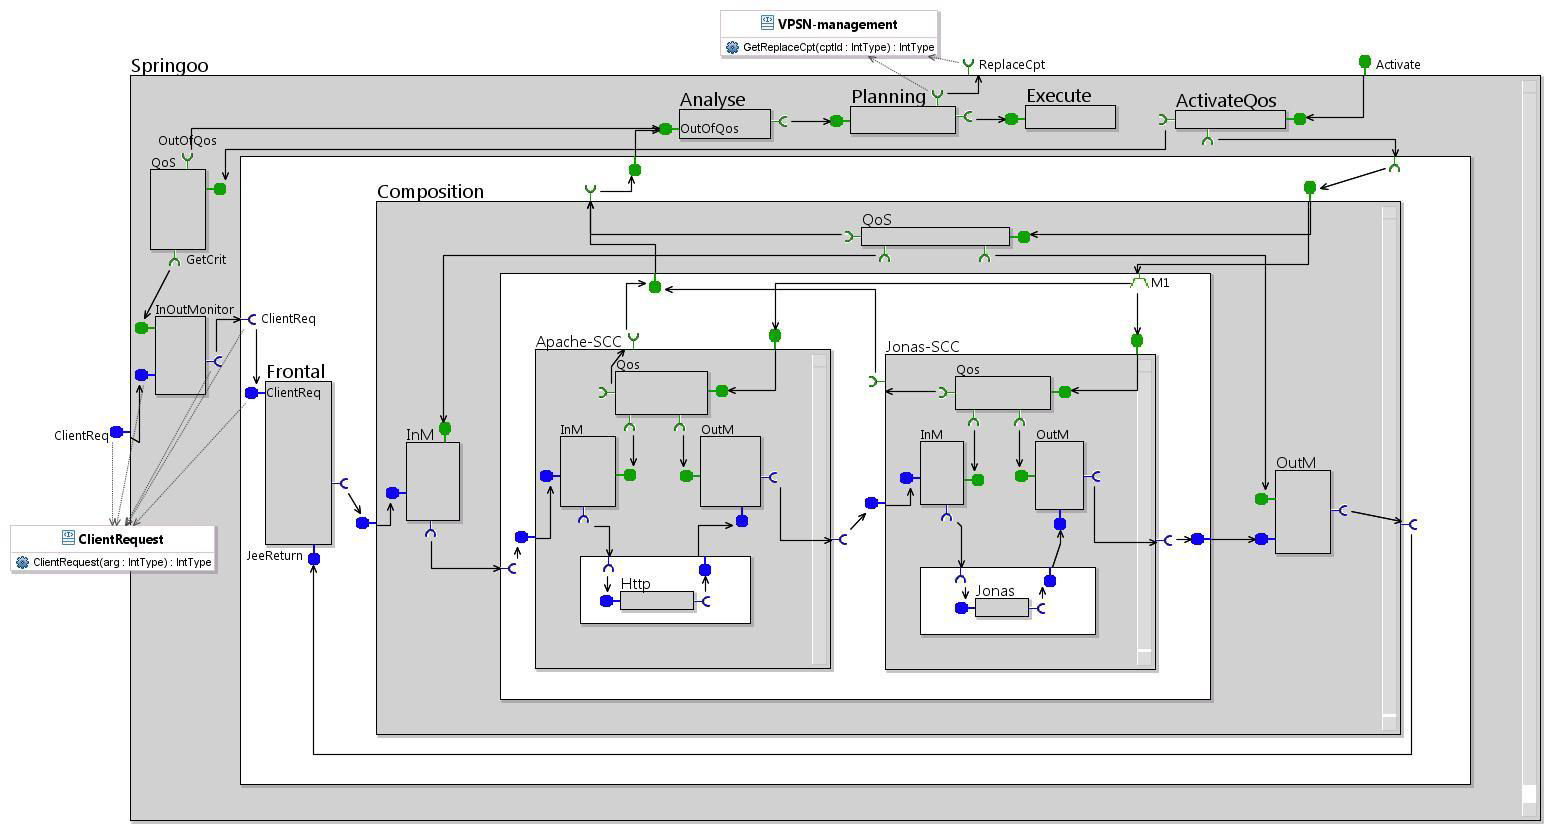 VPSN-management
GetReplaceCpt(cptId : IntType) : IntType
Springoo
ReplaceCpt
Activate
Analyse
Planning
Execute
ActivateQos
OutOfQos
OutOfQos
QoS
Composition
QoS
GetCrit
M1
InOutMonitor
ClientReq
Apache-SCC
Jonas-SCC
Frontal
Qos
Qos
ClientReq
ClientReq
InM
InM
OutM
InM
OutM
OutM
ClientRequest
ClientRequest(arg : IntType) : IntType
JeeReturn
Http
Jonas